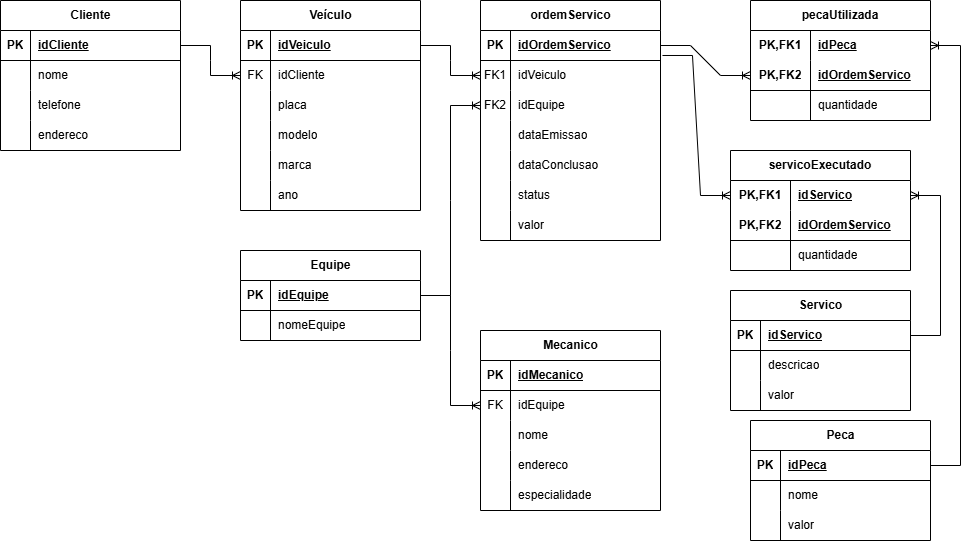 Cliente
PK idCliente
nome
telefone
endereco
Veículo
PK idVeiculo
FK idCliente
placa
modelo
marca
ano
ordemServico
PK idOrdemServico
FK1 idVeiculo
FK2 idEquipe
dataEmissao
dataConclusao
status
valor
pecaUtilizada
PK,FK1 idPeca
PK,FK2 idOrdemServico
quantidade
servicoExecutado
PK,FK1 idServico
PK,FK2 idOrdemServico
quantidade
Equipe
PK idEquipe
nomeEquipe
Mecanico
PK idMecanico
FK idEquipe
nome
endereco
especialidade
Servico
PK idServico
descricao
valor
Peca
PK idPeca
nome
valor